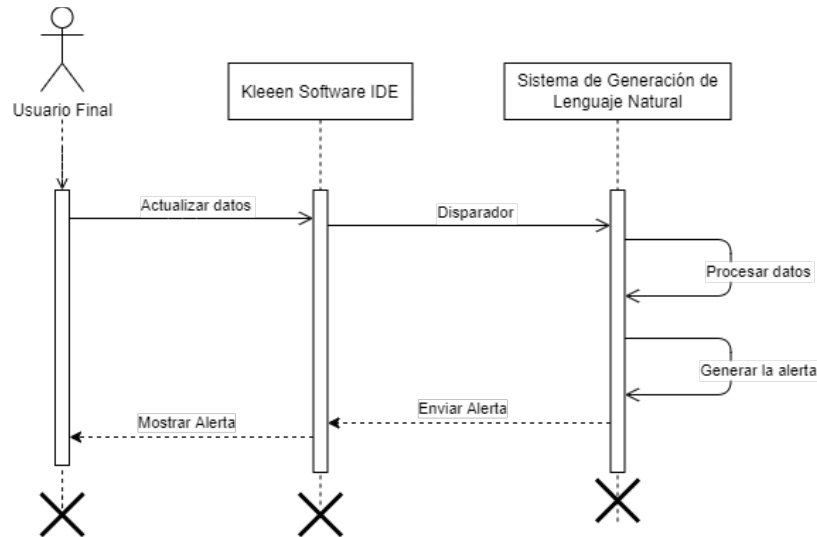 Usuario Final
Kleeen Software IDE
Sistema de Generación de
Lenguaje Natural
Actualizar datos
Disparador
Procesar datos
Generar la alerta
Enviar Alerta
Mostrar Alerta